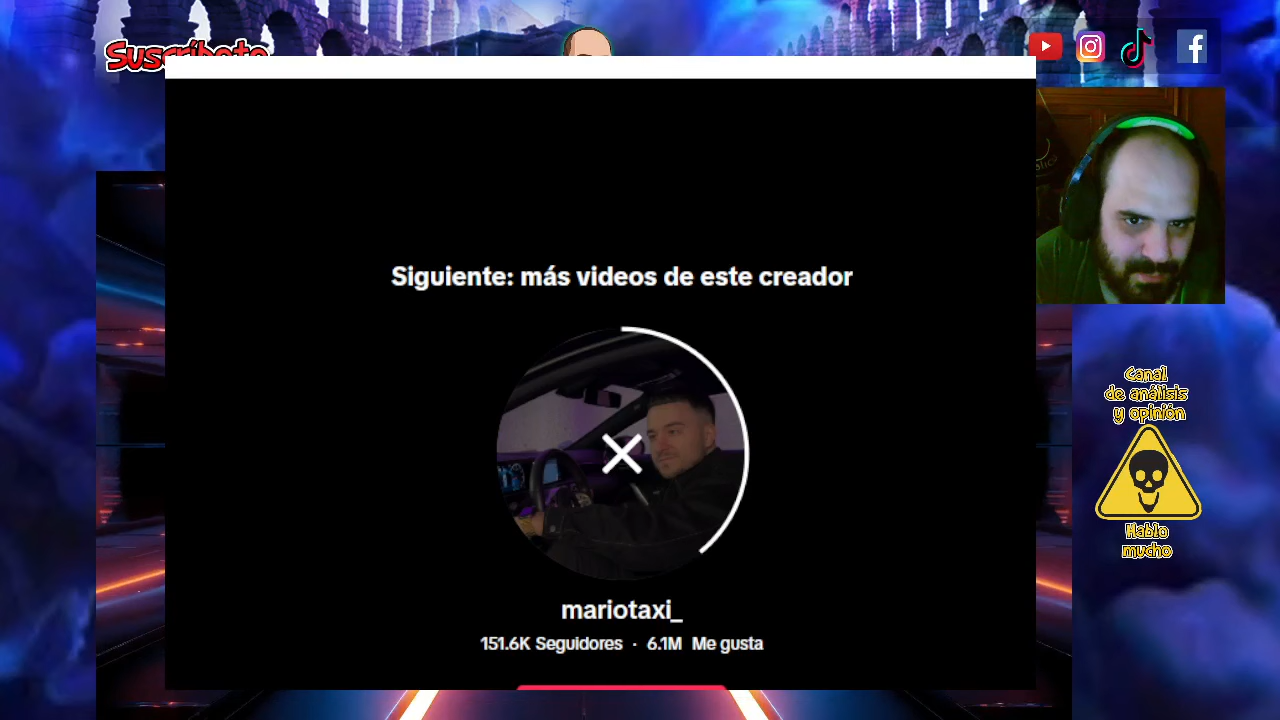 Suscríbete
Siguiente: más videos de este creador
mariotaxi_
151.6K Seguidores · 6.1M Me gusta
Canal
de análisis
y opinión
Hablo
mucho